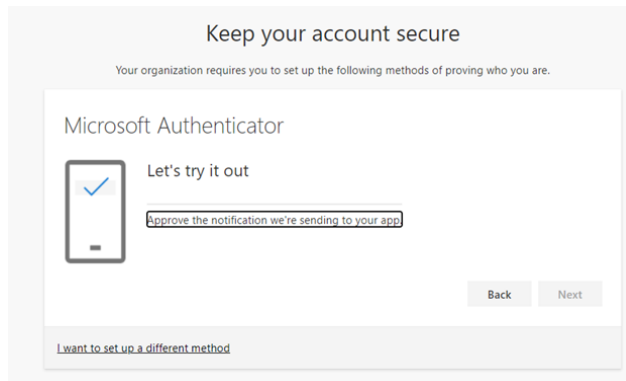 Keep your account secure
Your organization requires you to set up the following methods of proving who you are.
Microsoft Authenticator
Let's try it out
Approve the notification we're sending to your app.
Back
Next
I want to set up a different method